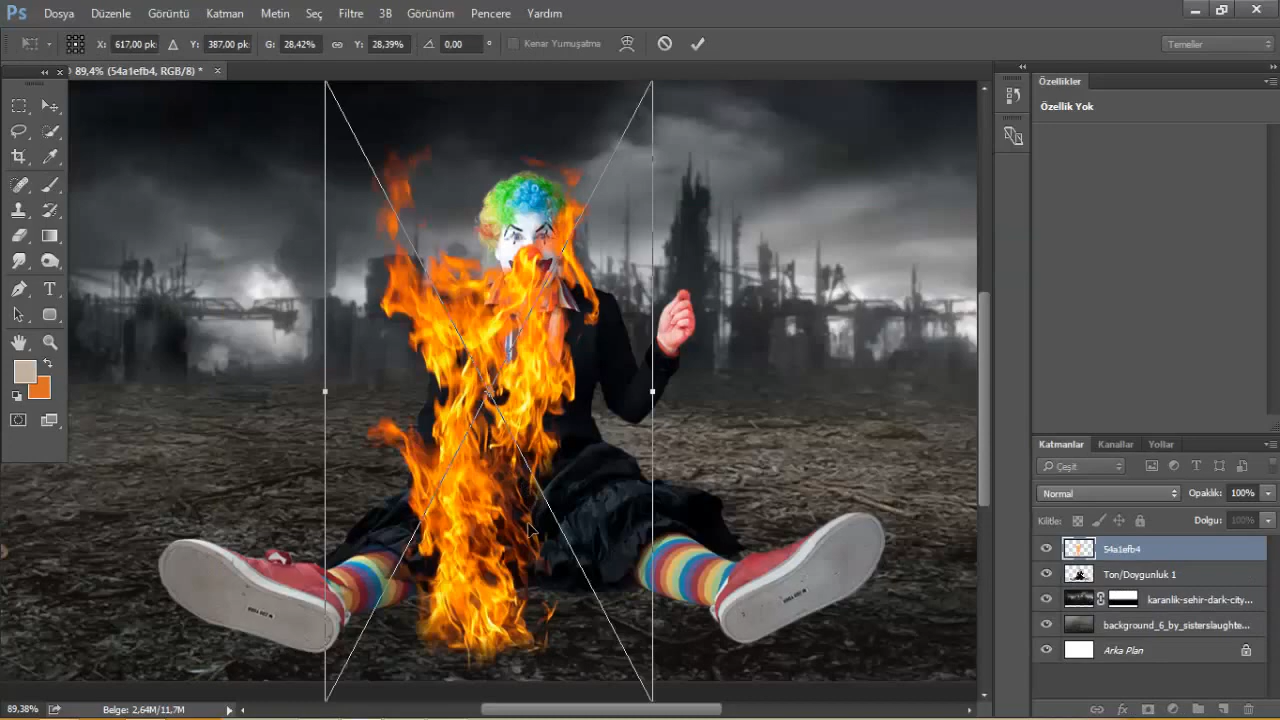 Ps Dosya Düzenle Görüntü Katman Metin Seç Filtre 3B Görünüm Pencere Yardım
X: 617,00 pk Y: 387,00 pk G: 28,42% Y: 28,39% 0,00 ° Kenar Yumuşatma Temeller
89,4% (54a1efb4, RGB/8) *
Özellikler
Özellik Yok
Katmanlar Kanallar Yollar
Çeşit
Normal Opaklık: 100%
Kilitle: Dolgu: 100%
54a1efb4
Ton/Doygunluk 1
karanlik-sehir-dark-city...
background_6_by_sisterslaughte...
Arka Plan
89,38% Belge: 2,64M/11,7M